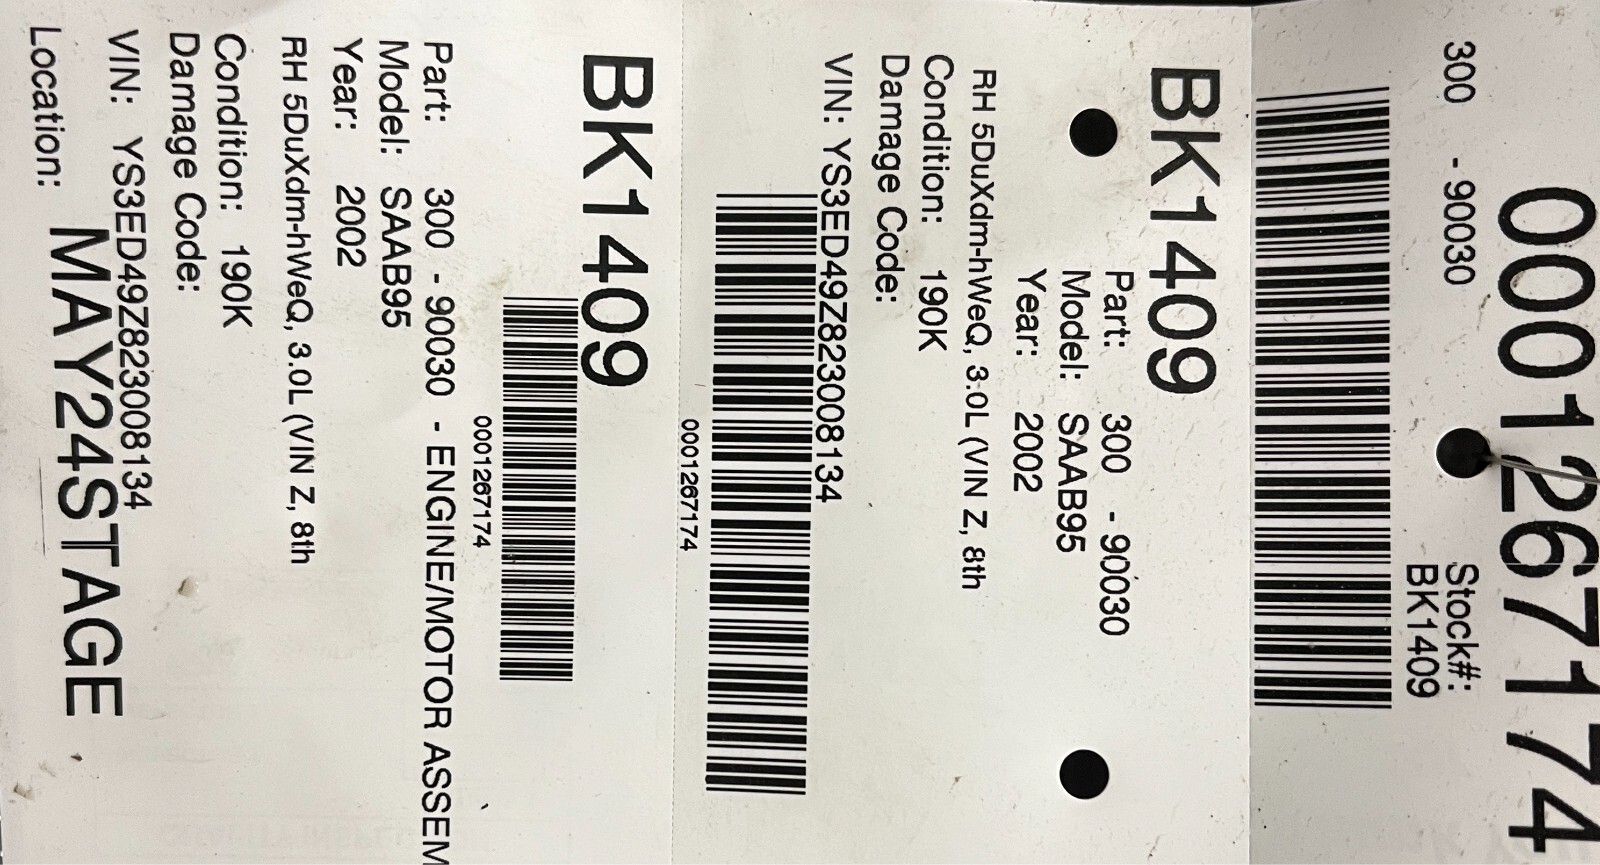 0001267174
300 - 90030
Stock#:
BK1409
BK1409
Part: 300 - 90030
Model: SAAB95
Year: 2002
RH 5DuXdm-hWeQ, 3.0L (VIN Z, 8th
Condition: 190K
Damage Code:
VIN: YS3ED49Z823008134
0001267174
BK1409
0001267174
Part: 300 - 90030 - ENGINE/MOTOR ASSEM
Model: SAAB95
Year: 2002
RH 5DuXdm-hWeQ, 3.0L (VIN Z, 8th
Condition: 190K
Damage Code:
VIN: YS3ED49Z823008134
Location: MAY24STAGE